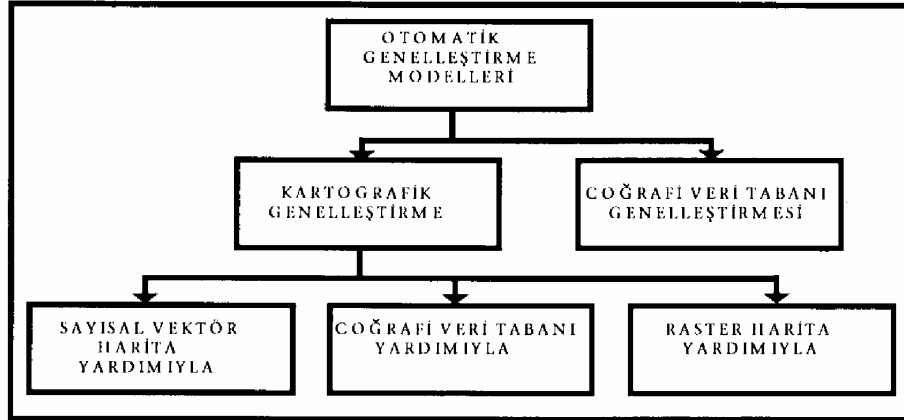 OTOMATİK
GENELLEŞTİRME
MODELLERİ
KARTOGRAFİK
GENELLEŞTİRME
COĞRAFİ VERİ TABANI
GENELLEŞTİRMESİ
SAYISAL VEKTÖR
HARİTA
YARDIMIYLA
COĞRAFİ VERİ TABANI
YARDIMIYLA
RASTER HARİTA
YARDIMIYLA